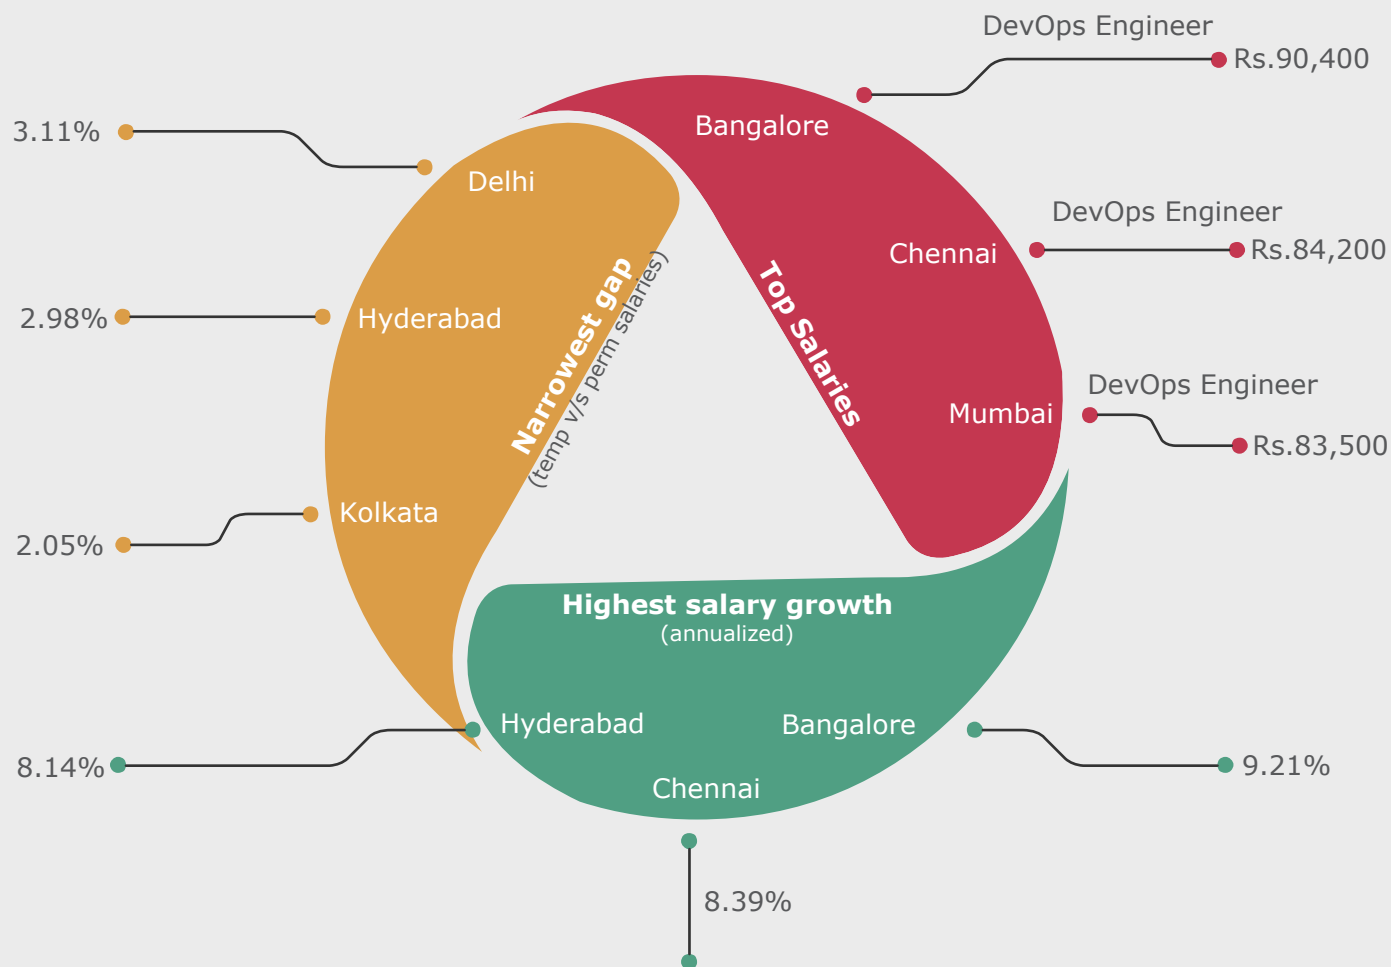 DevOps Engineer
Rs.90,400
Bangalore
3.11%
Delhi
DevOps Engineer
Chennai
Rs.84,200
2.98%
Hyderabad
Narrowest gap
(temp v/s perm salaries)
Top Salaries
DevOps Engineer
Mumbai
Rs.83,500
Kolkata
2.05%
Highest salary growth
(annualized)
Hyderabad
Bangalore
8.14%
9.21%
Chennai
8.39%